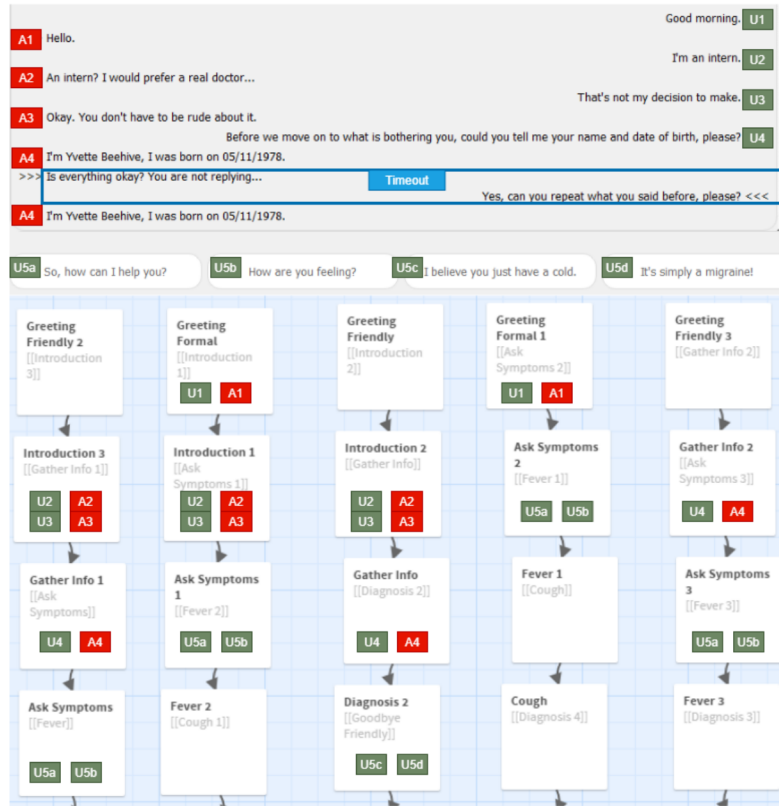 Good morning. U1
A1 Hello.
I'm an intern. U2
A2 An intern? I would prefer a real doctor...
That's not my decision to make. U3
A3 Okay. You don't have to be rude about it.
Before we move on to what is bothering you, could you tell me your name and date of birth, please? U4
A4 I'm Yvette Beehive, I was born on 05/11/1978.
>>> Is everything okay? You are not replying... Timeout
Yes, can you repeat what you said before, please? <<<
A4 I'm Yvette Beehive, I was born on 05/11/1978.
U5a So, how can I help you?
U5b How are you feeling?
U5c I believe you just have a cold.
U5d It's simply a migraine!
Greeting
Friendly 2
[[Introduction
3]]
Greeting
Formal
[[Introduction
1]]
U1 A1
Greeting
Friendly
[[Introduction
2]]
Greeting
Formal 1
[[Ask
Symptoms 2]]
U1 A1
Greeting
Friendly 3
[[Gather Info 2]]
Introduction 3
[[Gather Info 1]]
U2 A2
U3 A3
Introduction 1
[[Ask
Symptoms 1]]
U2 A2
U3 A3
Introduction 2
[[Gather Info]]
U2 A2
U3 A3
Ask Symptoms
2
[[Fever 1]]
U5a U5b
Gather Info 2
[[Ask
Symptoms 3]]
U4 A4
Gather Info 1
[[Ask
Symptoms]]
U4 A4
Ask Symptoms
1
[[Fever 2]]
U5a U5b
Gather Info
[[Diagnosis 2]]
U4 A4
Fever 1
[[Cough]]
Ask Symptoms
3
[[Fever 3]]
U5a U5b
Ask Symptoms
[[Fever]]
U5a U5b
Fever 2
[[Cough 1]]
Diagnosis 2
[[Goodbye
Friendly]]
U5c U5d
Cough
[[Diagnosis 4]]
Fever 3
[[Diagnosis 3]]